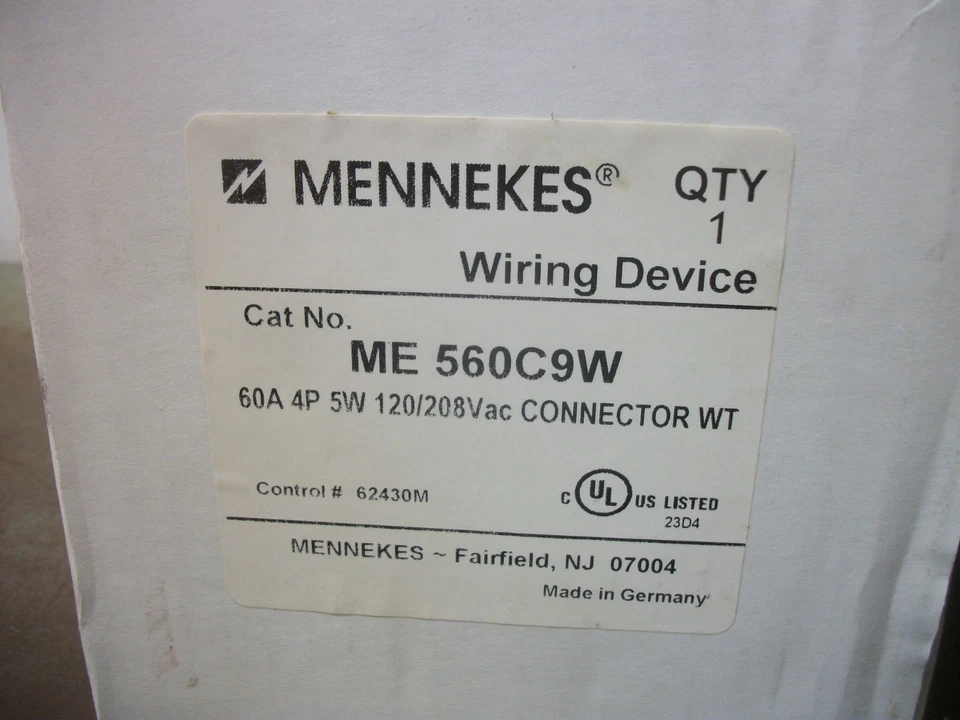 MENNEKES® QTY
1
Wiring Device
Cat No.
ME 560C9W
60A 4P 5W 120/208Vac CONNECTOR WT
Control # 62430M
C UL US LISTED
23D4
MENNEKES ~ Fairfield, NJ 07004
Made in Germany